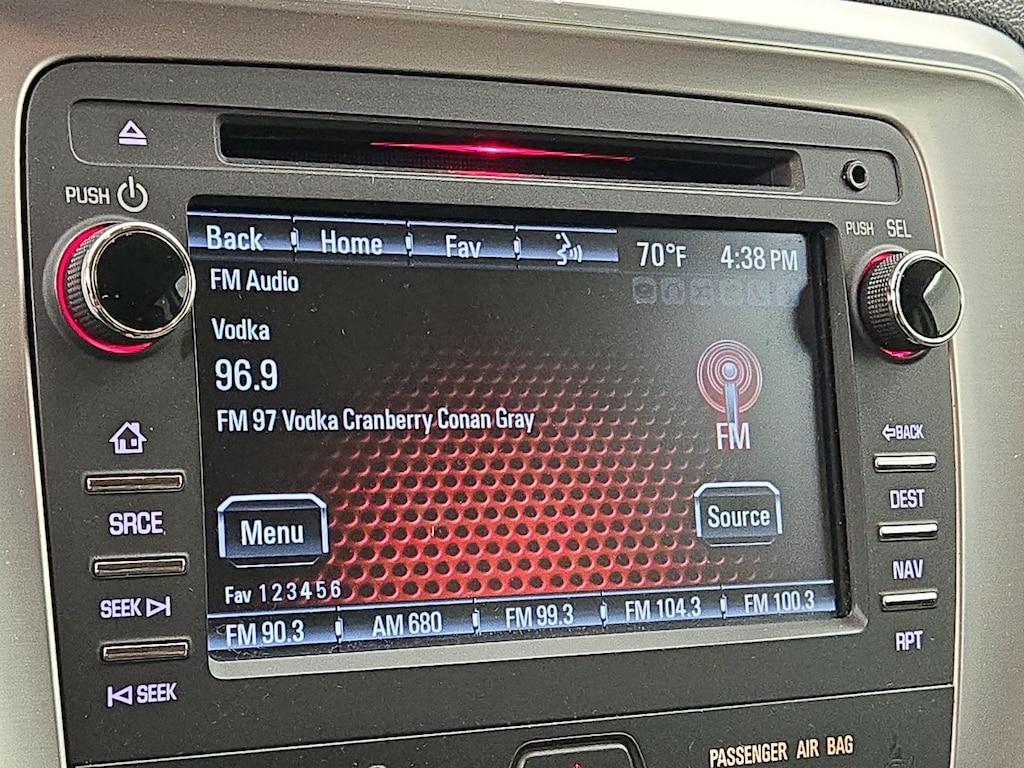 PUSH
PUSH SEL
Back Home Fav 70°F 4:38 PM
FM Audio
Vodka
96.9
FM 97 Vodka Cranberry Conan Gray
FM
BACK
SRCE
DEST
Menu
Source
NAV
SEEK
Fav 1 2 3 4 5 6
FM 90.3 AM 680 FM 99.3 FM 104.3 FM 100.3
RPT
SEEK
PASSENGER AIR BAG